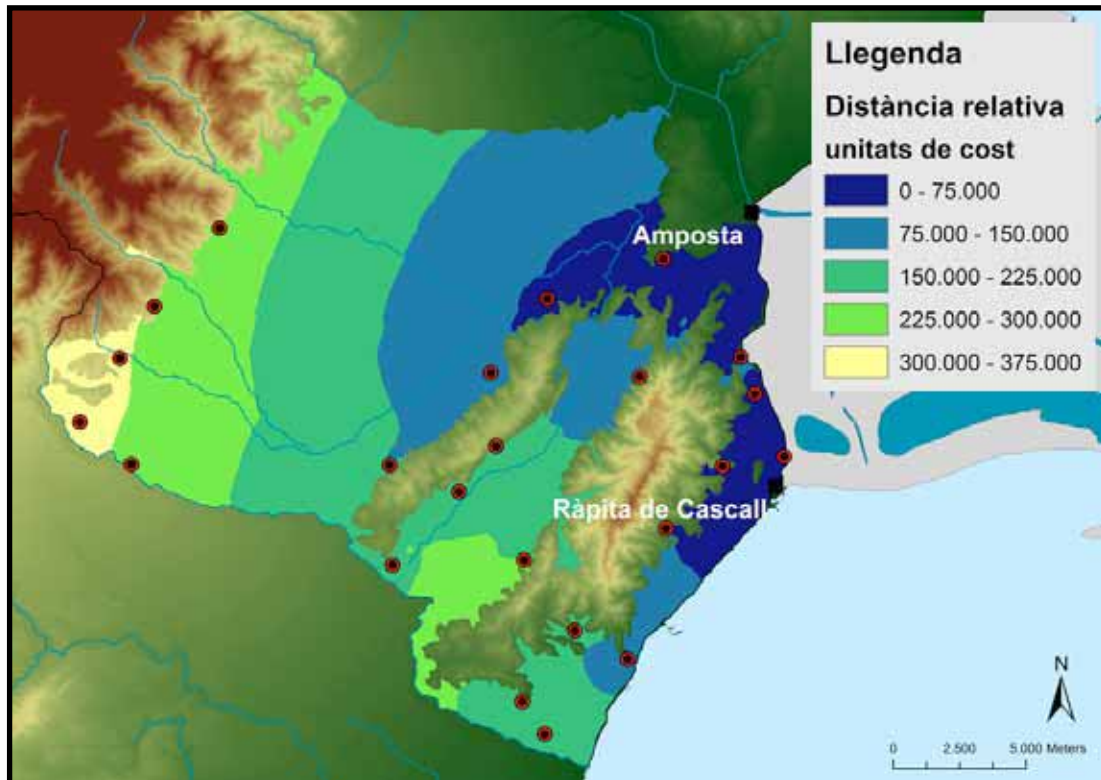 Llegenda
Distància relativa
unitats de cost
0 - 75.000
75.000 - 150.000
150.000 - 225.000
225.000 - 300.000
300.000 - 375.000
Amposta
Ràpita de Cascall
N
0 2.500 5.000 Meters